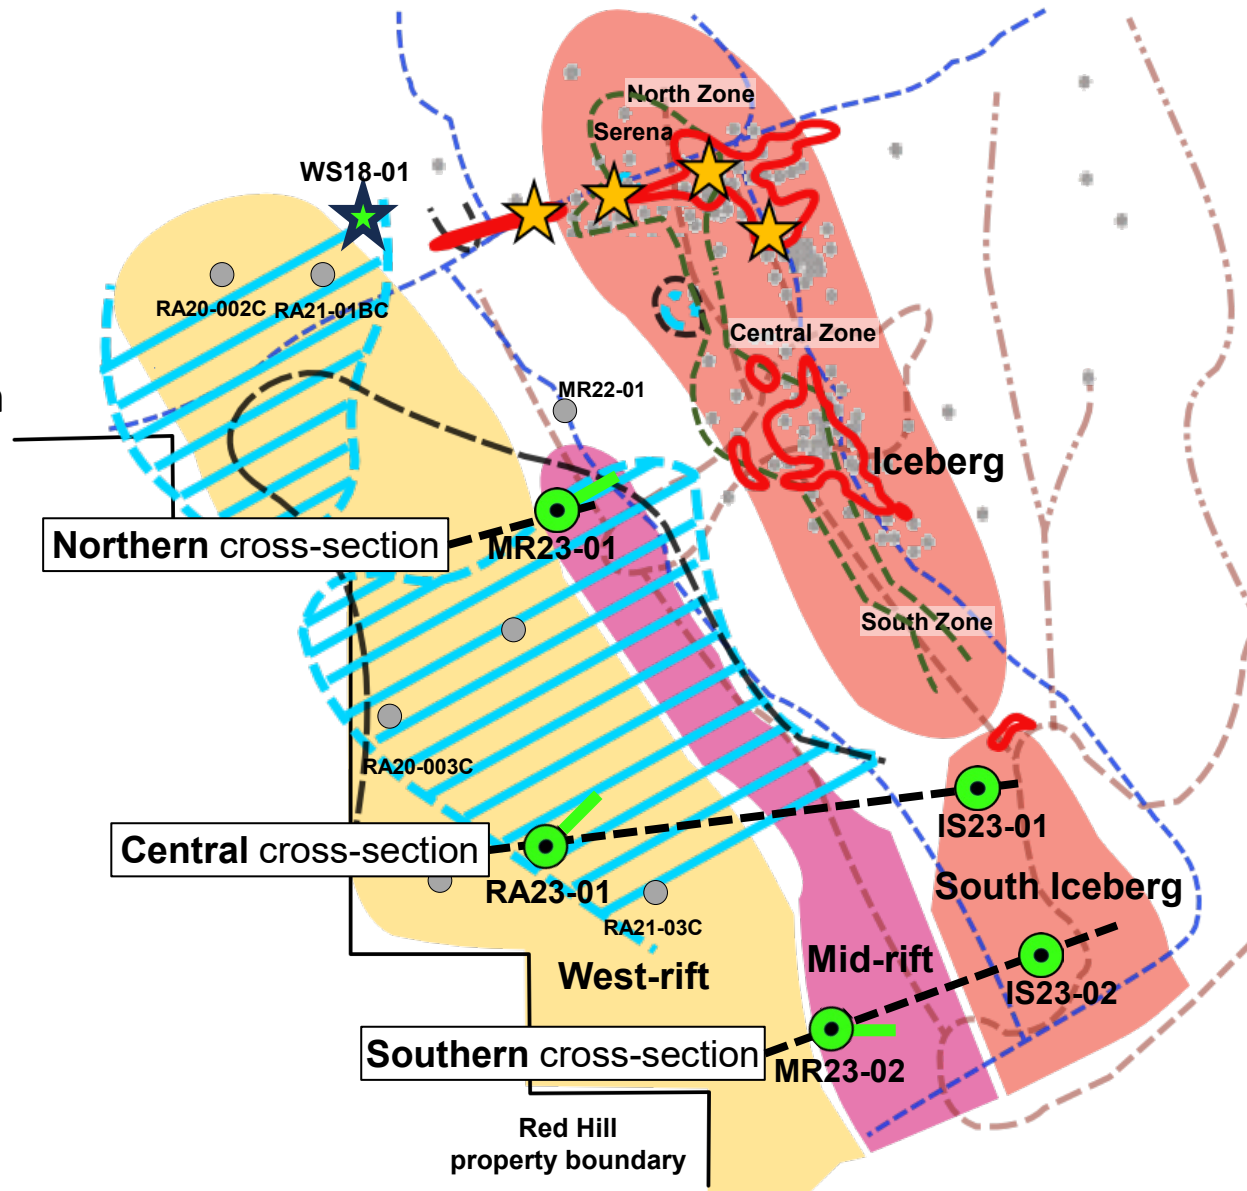 North Zone
Serena
WS18-01
RA20-002C
RA21-01BC
Central Zone
MR22-01
Iceberg
Northern cross-section
MR23-01
South Zone
RA20-003C
IS23-01
Central cross-section
RA23-01
South Iceberg
RA21-03C
West-rift
Mid-rift
IS23-02
Southern cross-section
MR23-02
Red Hill
property boundary